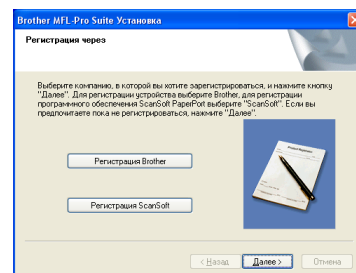 Brother MFL-Pro Suite Установка
Регистрация через
Выберите компанию, в которой вы хотите зарегистрироваться, и нажмите кнопку
"Далее". Для регистрации устройства выберите Brother, для регистрации
программного обеспечения ScanSoft PaperPort выберите "ScanSoft". Если вы
предпочитаете пока не регистрироваться, нажмите "Далее".
Регистрация Brother
Регистрация ScanSoft
< Назад Далее > Отмена